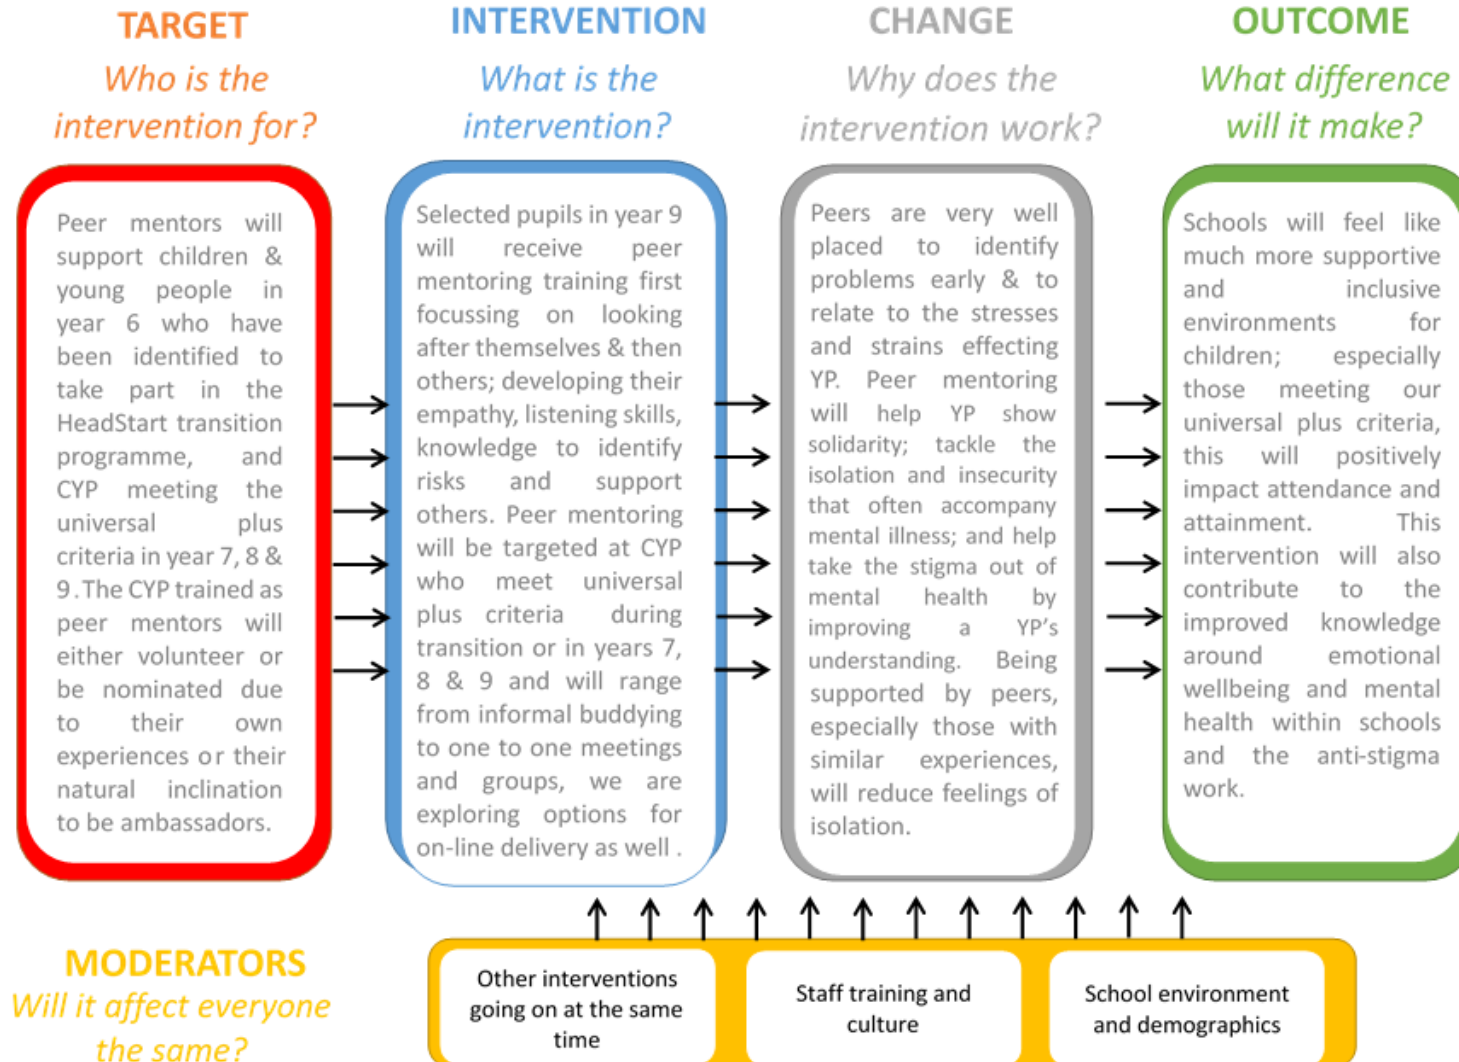 TARGET
Who is the
intervention for?
Peer mentors will
support children &
young people in
year 6 who have
been identified to
take part in the
HeadStart transition
programme, and
CYP meeting the
universal plus
criteria in year 7, 8 &
9.The CYP trained as
peer mentors will
either volunteer or
be nominated due
to their own
experiences or their
natural inclination
to be ambassadors.
INTERVENTION
What is the
intervention?
Selected pupils in year 9
will receive peer
mentoring training first
focussing on looking
after themselves & then
others; developing their
empathy, listening skills,
knowledge to identify
risks and support
others. Peer mentoring
will be targeted at CYP
who meet universal
plus criteria during
transition or in years 7,
8 & 9 and will range
from informal buddying
to one to one meetings
and groups, we are
exploring options for
on-line delivery as well .
CHANGE
Why does the
intervention work?
Peers are very well
placed to identify
problems early & to
relate to the stresses
and strains effecting
YP. Peer mentoring
will help YP show
solidarity; tackle the
isolation and insecurity
that often accompany
mental illness; and help
take the stigma out of
mental health by
improving a YP's
understanding. Being
supported by peers,
especially those with
similar experiences,
will reduce feelings of
isolation.
OUTCOME
What difference
will it make?
Schools will feel like
much more supportive
and inclusive
environments for
children; especially
those meeting our
universal plus criteria,
this will positively
impact attendance and
attainment. This
intervention will also
contribute to the
improved knowledge
around emotional
wellbeing and mental
health within schools
and the anti-stigma
work.
MODERATORS
Will it affect everyone
the same?
Other interventions
going on at the same
time
Staff training and
culture
School environment
and demographics